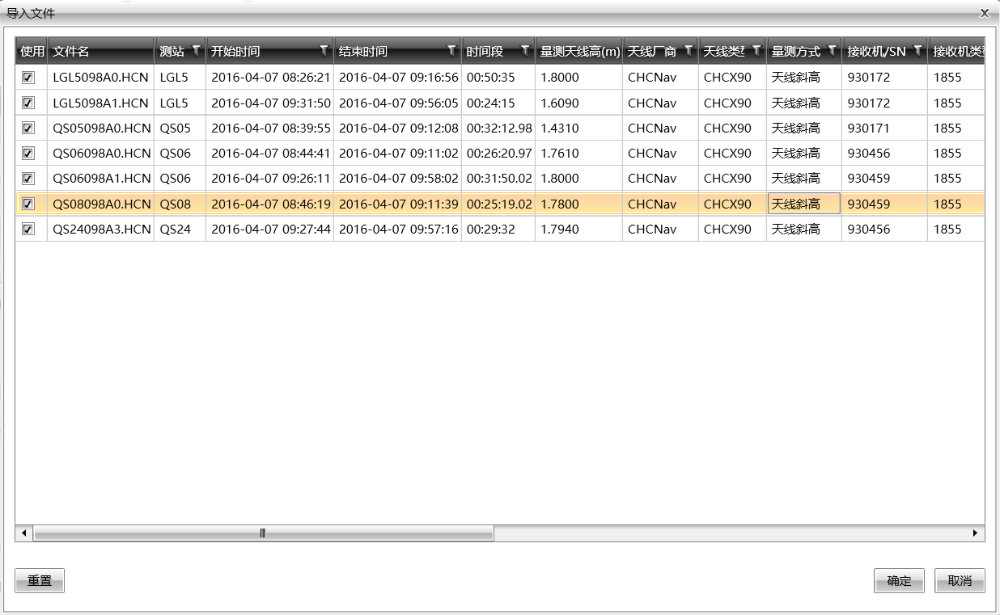 导入文件
使用 文件名 测站 开始时间 结束时间 时间段 量测天线高(m) 天线厂商 天线类型 量测方式 接收机/SN 接收机类型
LGL5098A0.HCN LGL5 2016-04-07 08:26:21 2016-04-07 09:16:56 00:50:35 1.8000 CHCNav CHCX90 天线斜高 930172 1855
LGL5098A1.HCN LGL5 2016-04-07 09:31:50 2016-04-07 09:56:05 00:24:15 1.6090 CHCNav CHCX90 天线斜高 930172 1855
QS05098A0.HCN QS05 2016-04-07 08:39:55 2016-04-07 09:12:08 00:32:12.98 1.4310 CHCNav CHCX90 天线斜高 930171 1855
QS06098A0.HCN QS06 2016-04-07 08:44:41 2016-04-07 09:11:02 00:26:20.97 1.7610 CHCNav CHCX90 天线斜高 930456 1855
QS06098A1.HCN QS06 2016-04-07 09:26:11 2016-04-07 09:58:02 00:31:50.02 1.8000 CHCNav CHCX90 天线斜高 930459 1855
QS08098A0.HCN QS08 2016-04-07 08:46:19 2016-04-07 09:11:39 00:25:19.02 1.7800 CHCNav CHCX90 天线斜高 930459 1855
QS24098A3.HCN QS24 2016-04-07 09:27:44 2016-04-07 09:57:16 00:29:32 1.7940 CHCNav CHCX90 天线斜高 930456 1855
重置 确定 取消